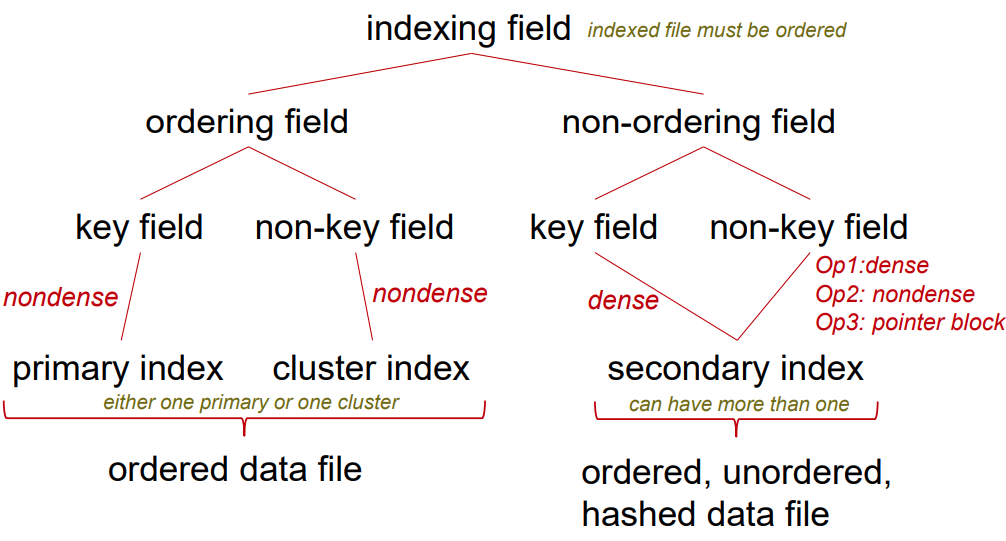 indexing field indexed file must be ordered
ordering field non-ordering field
key field non-key field key field non-key field
nondense nondense dense Op1:dense
Op2: nondense
Op3: pointer block
primary index cluster index secondary index
either one primary or one cluster can have more than one
ordered data file ordered, unordered,
hashed data file